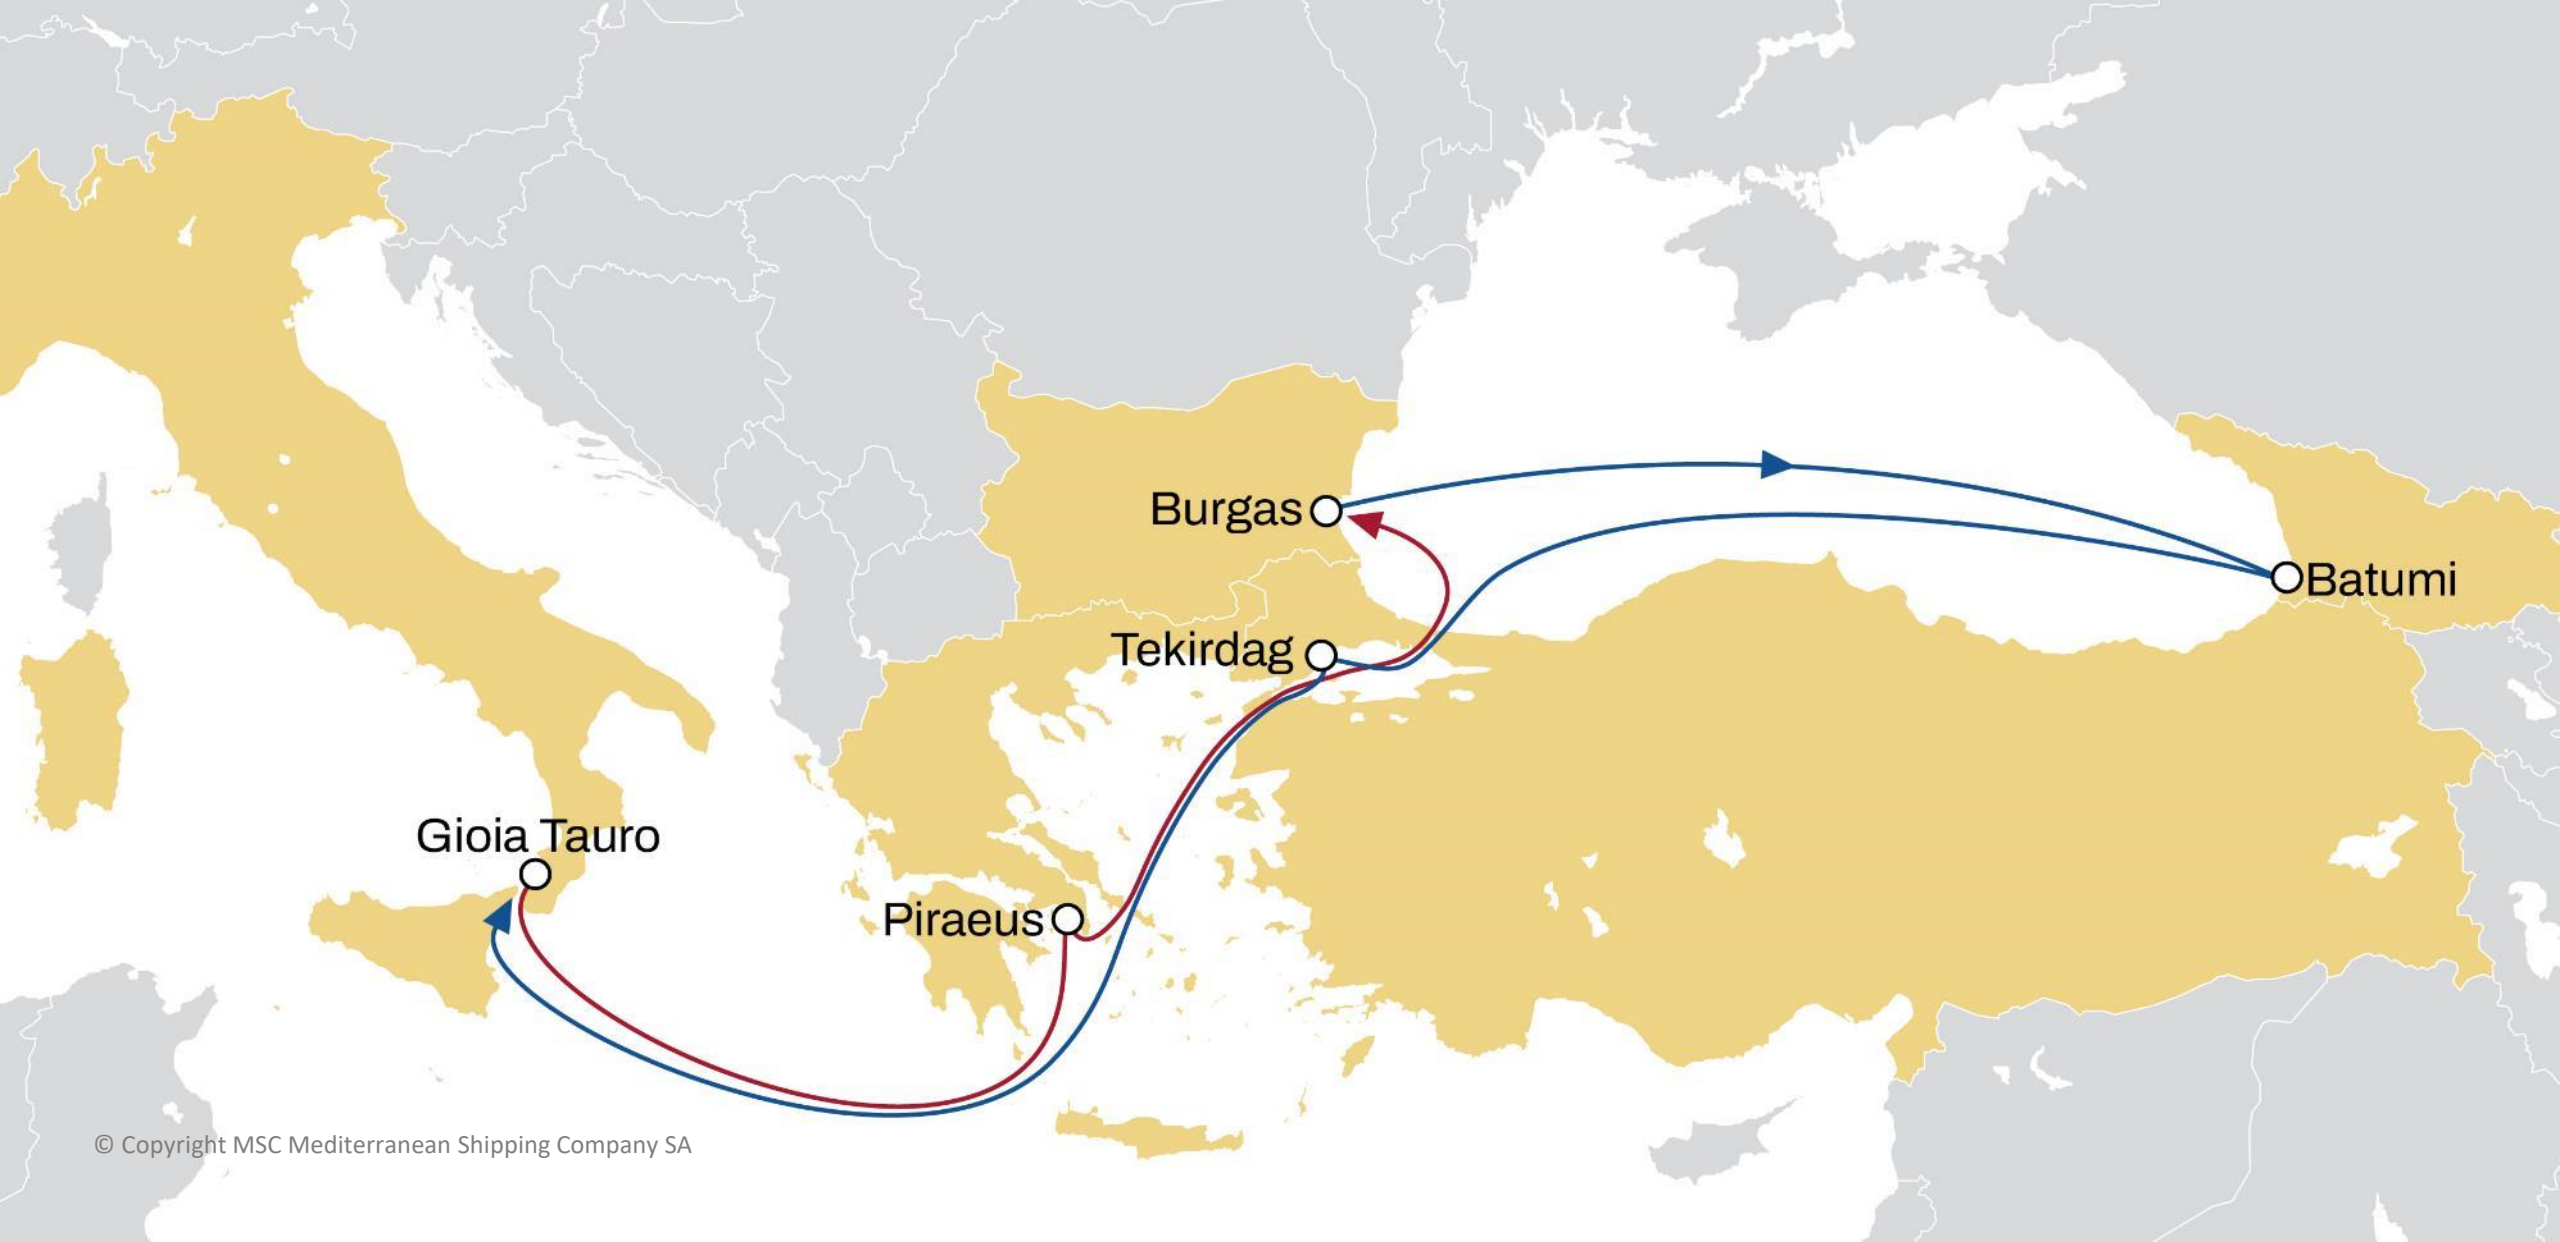 Burgas
Batumi
Tekirdag
Gioia Tauro
Piraeus
© Copyright MSC Mediterranean Shipping Company SA